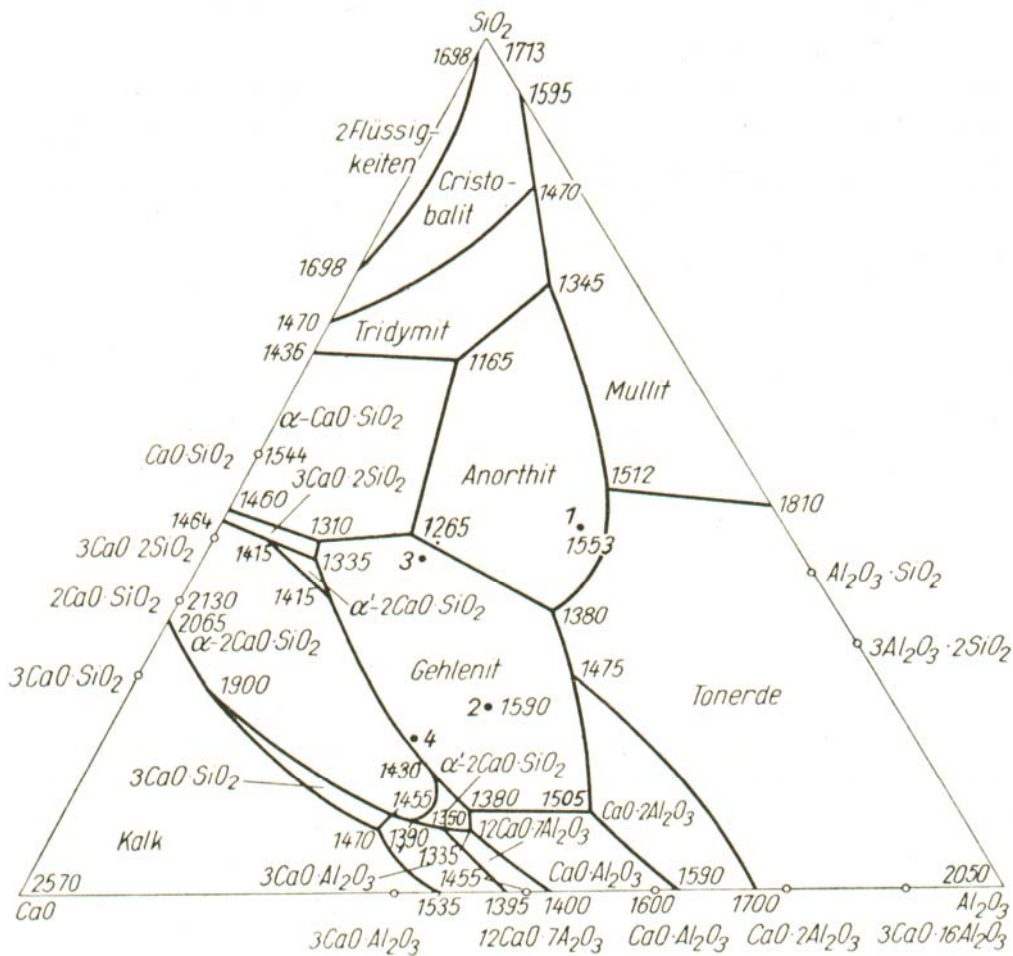 SiO₂
1698
1713
1595
2 Flüssig-
keiten
Cristo-
balit
1470
1698
1345
1470
Tridymit
1436
1165
Mullit
α-CaO·SiO₂
CaO·SiO₂
1544
3CaO·2SiO₂
Anorthit
1512
1810
1460
1464
1310
1265
1
1553
3CaO·2SiO₂
1415
1335
3
Al₂O₃·SiO₂
2CaO·SiO₂
2130
1415
α'-2CaO·SiO₂
1380
2065
α-2CaO·SiO₂
3Al₂O₃·2SiO₂
3CaO·SiO₂
1900
Gehlenit
1475
Tonerde
2
1590
4
3CaO·SiO₂
1430
α'-2CaO·SiO₂
1455
1380
1505
CaO·2Al₂O₃
Kalk
1470
1390
1350
12CaO·7Al₂O₃
1335
3CaO·Al₂O₃
CaO·Al₂O₃
2570
1455
1590
2050
CaO
1535
1395
1400
1600
1700
Al₂O₃
3CaO·Al₂O₃
12CaO·7A₂O₃
CaO·Al₂O₃
CaO·2Al₂O₃
3CaO·16Al₂O₃